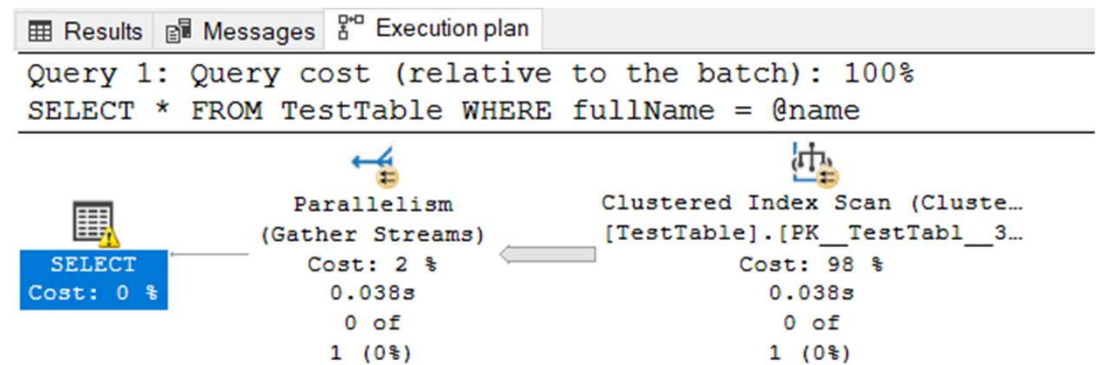 Results Messages Execution plan
Query 1: Query cost (relative to the batch): 100%
SELECT * FROM TestTable WHERE fullName = @name
SELECT
Cost: 0 %
Parallelism
(Gather Streams)
Cost: 2 %
0.038s
0 of
1 (0%)
Clustered Index Scan (Cluste…
[TestTable].[PK__TestTabl__3…
Cost: 98 %
0.038s
0 of
1 (0%)